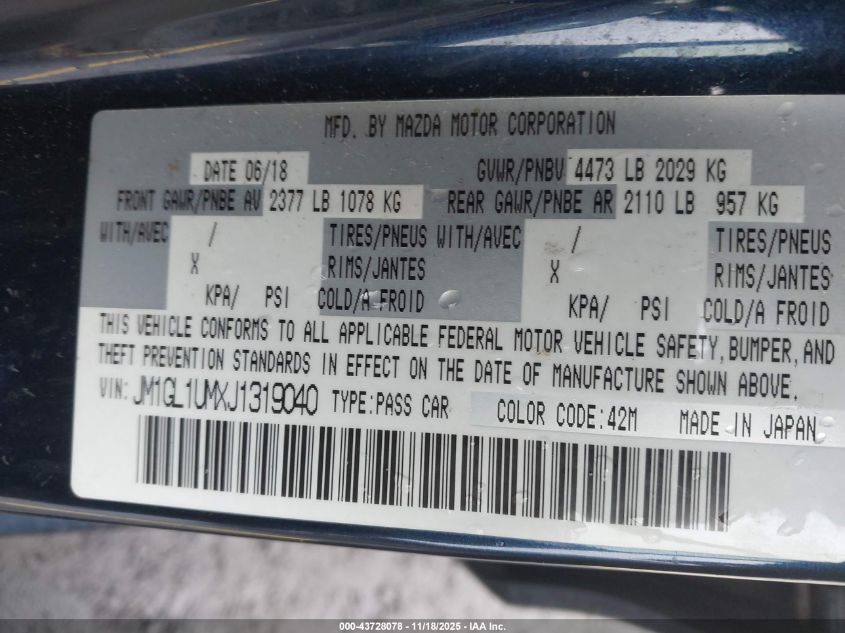 MFD. BY MAZDA MOTOR CORPORATION
DATE 06/18 GVWR/PNBV 4473 LB 2029 KG
FRONT GAWR/PNBE AV 2377 LB 1078 KG REAR GAWR/PNBE AR 2110 LB 957 KG
WITH/AVEC / TIRES/PNEUS WITH/AVEC / TIRES/PNEUS
X RIMS/JANTES X RIMS/JANTES
KPA/ PSI COLD/A FROID KPA/ PSI COLD/A FROID
THIS VEHICLE CONFORMS TO ALL APPLICABLE FEDERAL MOTOR VEHICLE SAFETY, BUMPER, AND
THEFT PREVENTION STANDARDS IN EFFECT ON THE DATE OF MANUFACTURE SHOWN ABOVE.
VIN: JM1GL1UMXJ1319040 TYPE:PASS CAR COLOR CODE:42M MADE IN JAPAN
000-43728078 - 11/18/2025 - IAA Inc.